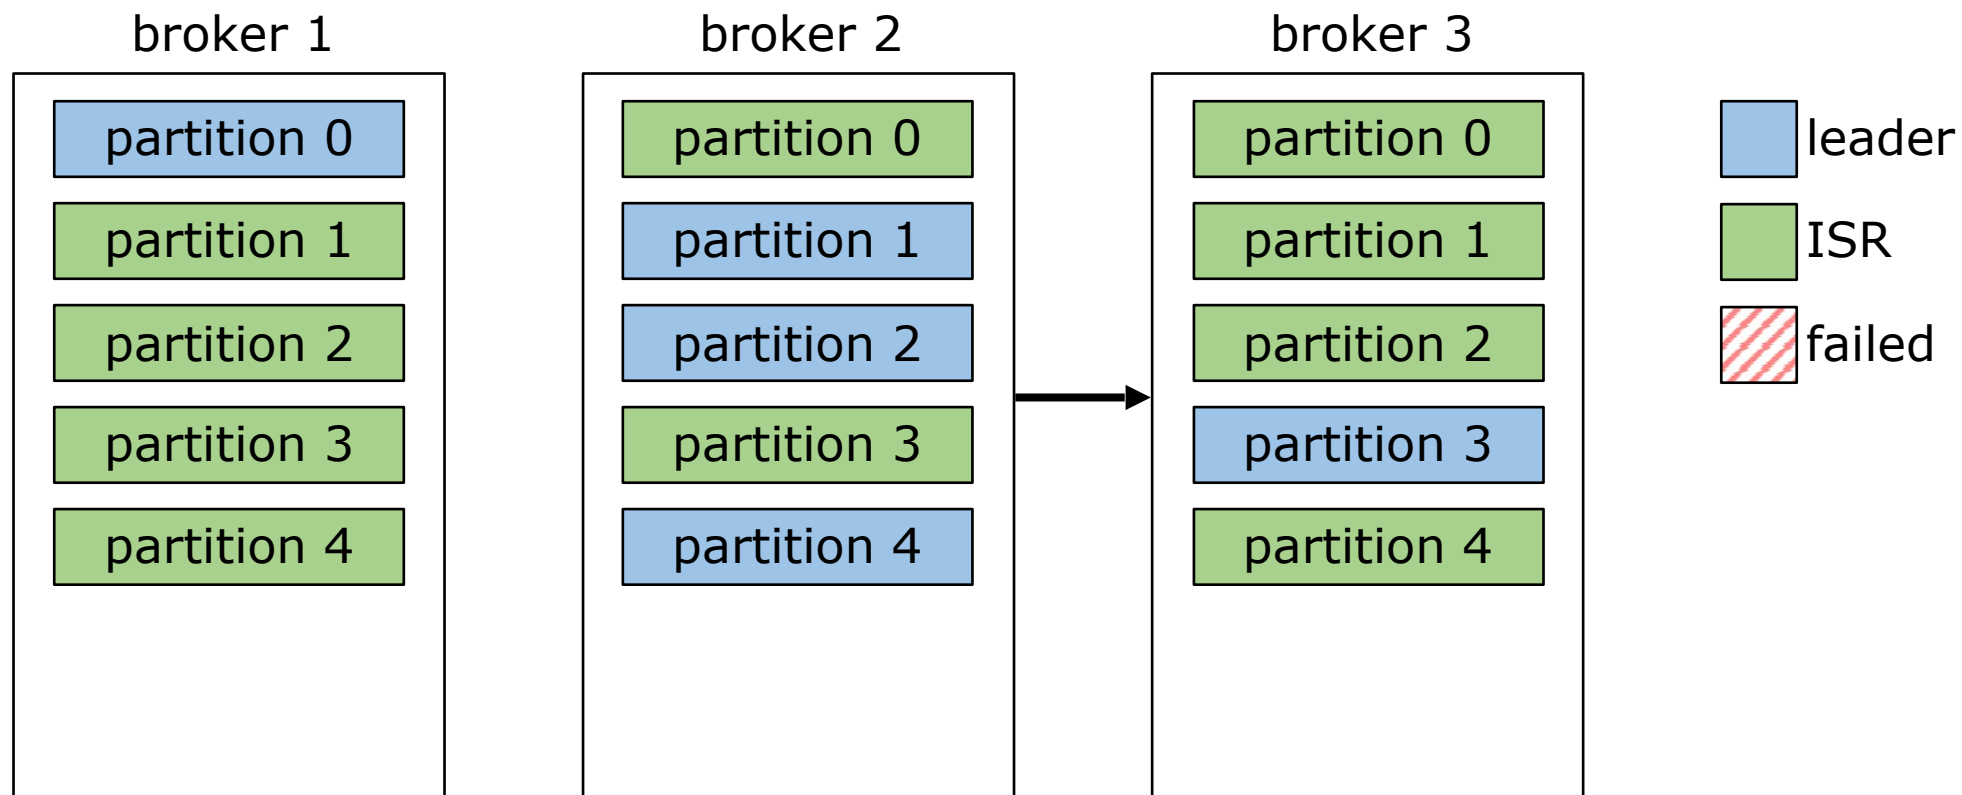 broker 1
partition 0
partition 1
partition 2
partition 3
partition 4
broker 2
partition 0
partition 1
partition 2
partition 3
partition 4
broker 3
partition 0
partition 1
partition 2
partition 3
partition 4
leader
ISR
failed